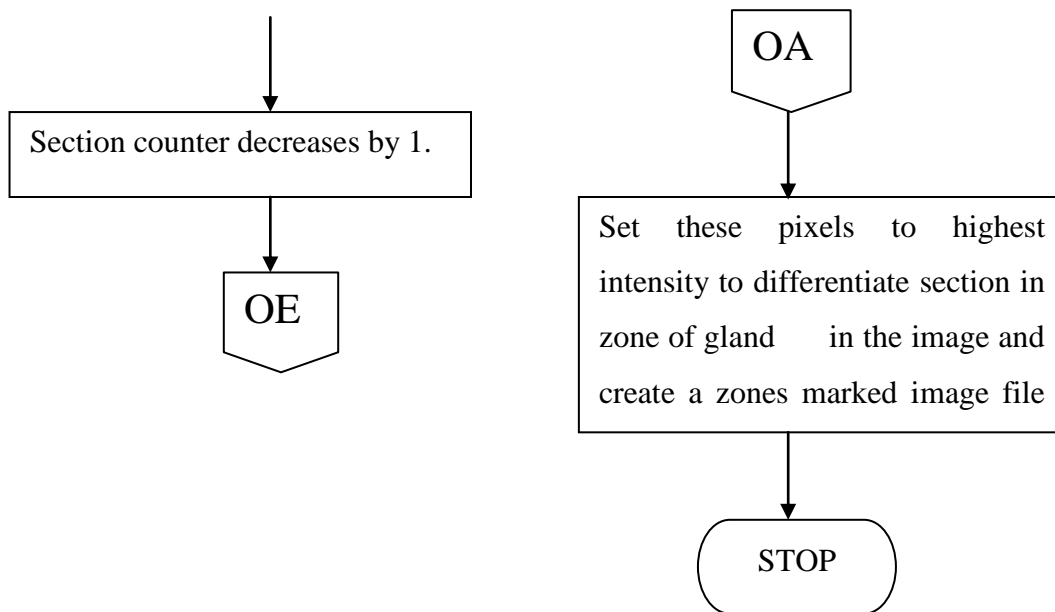 Section counter decreases by 1.
OE
OA
Set these pixels to highest
intensity to differentiate section in
zone of gland in the image and
create a zones marked image file
STOP